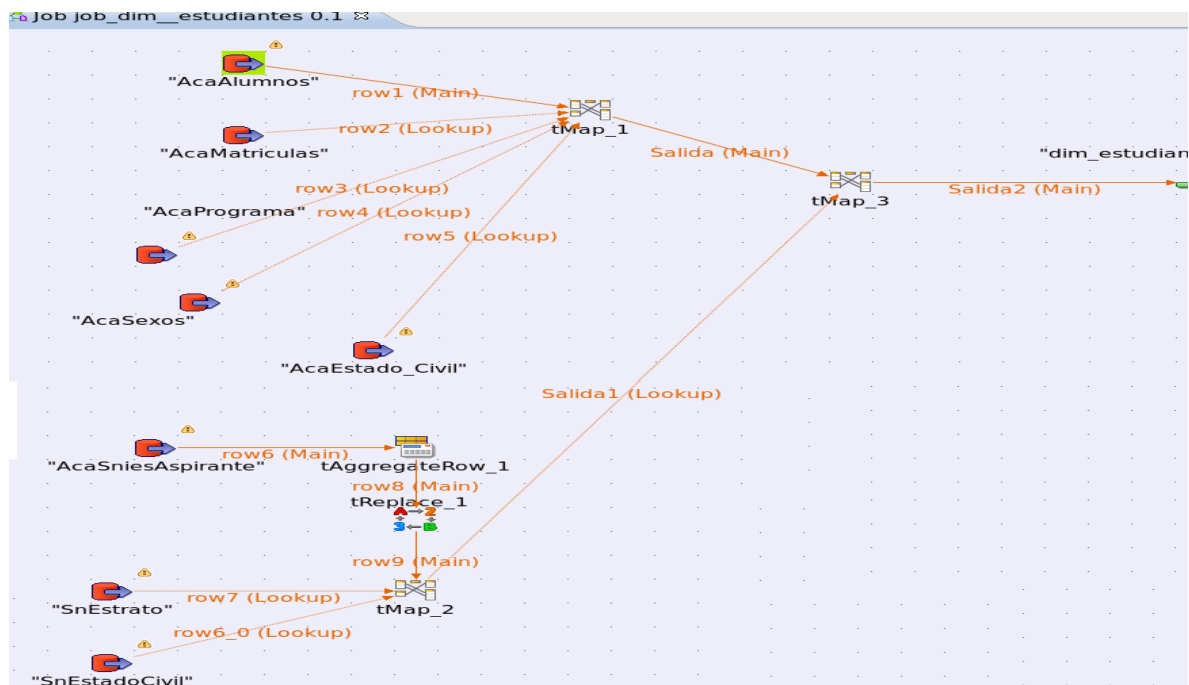 Job job_dim__estudiantes 0.1
"AcaAlumnos"
row1 (Main)
tMap_1
row2 (Lookup)
"AcaMatriculas"
Salida (Main)
"dim_estudian
row3 (Lookup)
Salida2 (Main)
tMap_3
"AcaPrograma"
row4 (Lookup)
row5 (Lookup)
"AcaSexos"
"AcaEstado_Civil"
Salida1 (Lookup)
row6 (Main)
"AcaSniesAspirante"
tAggregateRow_1
row8 (Main)
tReplace_1
A 2
3 B
row9 (Main)
row7 (Lookup)
"SnEstrato"
tMap_2
row6_0 (Lookup)
"SnEstadoCivil"